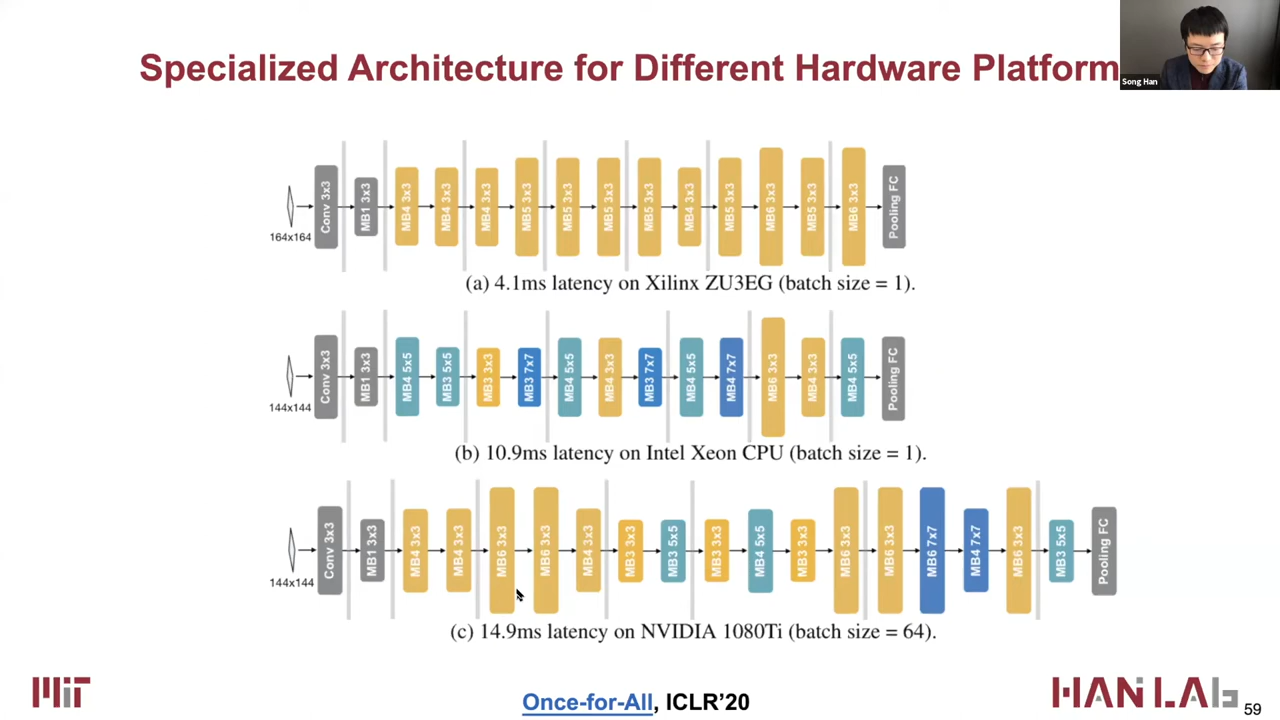 Specialized Architecture for Different Hardware Platform
Song Han
164x164
Conv 3x3
MB1 3x3
MB4 3x3
MB4 3x3
MB4 3x3
MB5 3x3
MB5 3x3
MB5 3x3
MB5 3x3
MB4 3x3
MB5 3x3
MB6 3x3
MB5 3x3
MB6 3x3
Pooling FC
(a) 4.1ms latency on Xilinx ZU3EG (batch size = 1).
144x144
Conv 3x3
MB1 3x3
MB4 5x5
MB3 5x5
MB3 3x3
MB3 7x7
MB4 5x5
MB4 3x3
MB3 7x7
MB4 5x5
MB4 7x7
MB6 3x3
MB4 3x3
MB4 5x5
Pooling FC
(b) 10.9ms latency on Intel Xeon CPU (batch size = 1).
144x144
Conv 3x3
MB1 3x3
MB4 3x3
MB4 3x3
MB6 3x3
MB6 3x3
MB4 3x3
MB3 3x3
MB3 5x5
MB3 3x3
MB4 5x5
MB3 3x3
MB6 3x3
MB6 3x3
MB6 7x7
MB4 7x7
MB6 3x3
MB3 5x5
Pooling FC
(c) 14.9ms latency on NVIDIA 1080Ti (batch size = 64).
MIT
Once-for-All, ICLR'20
HAN LAB
59